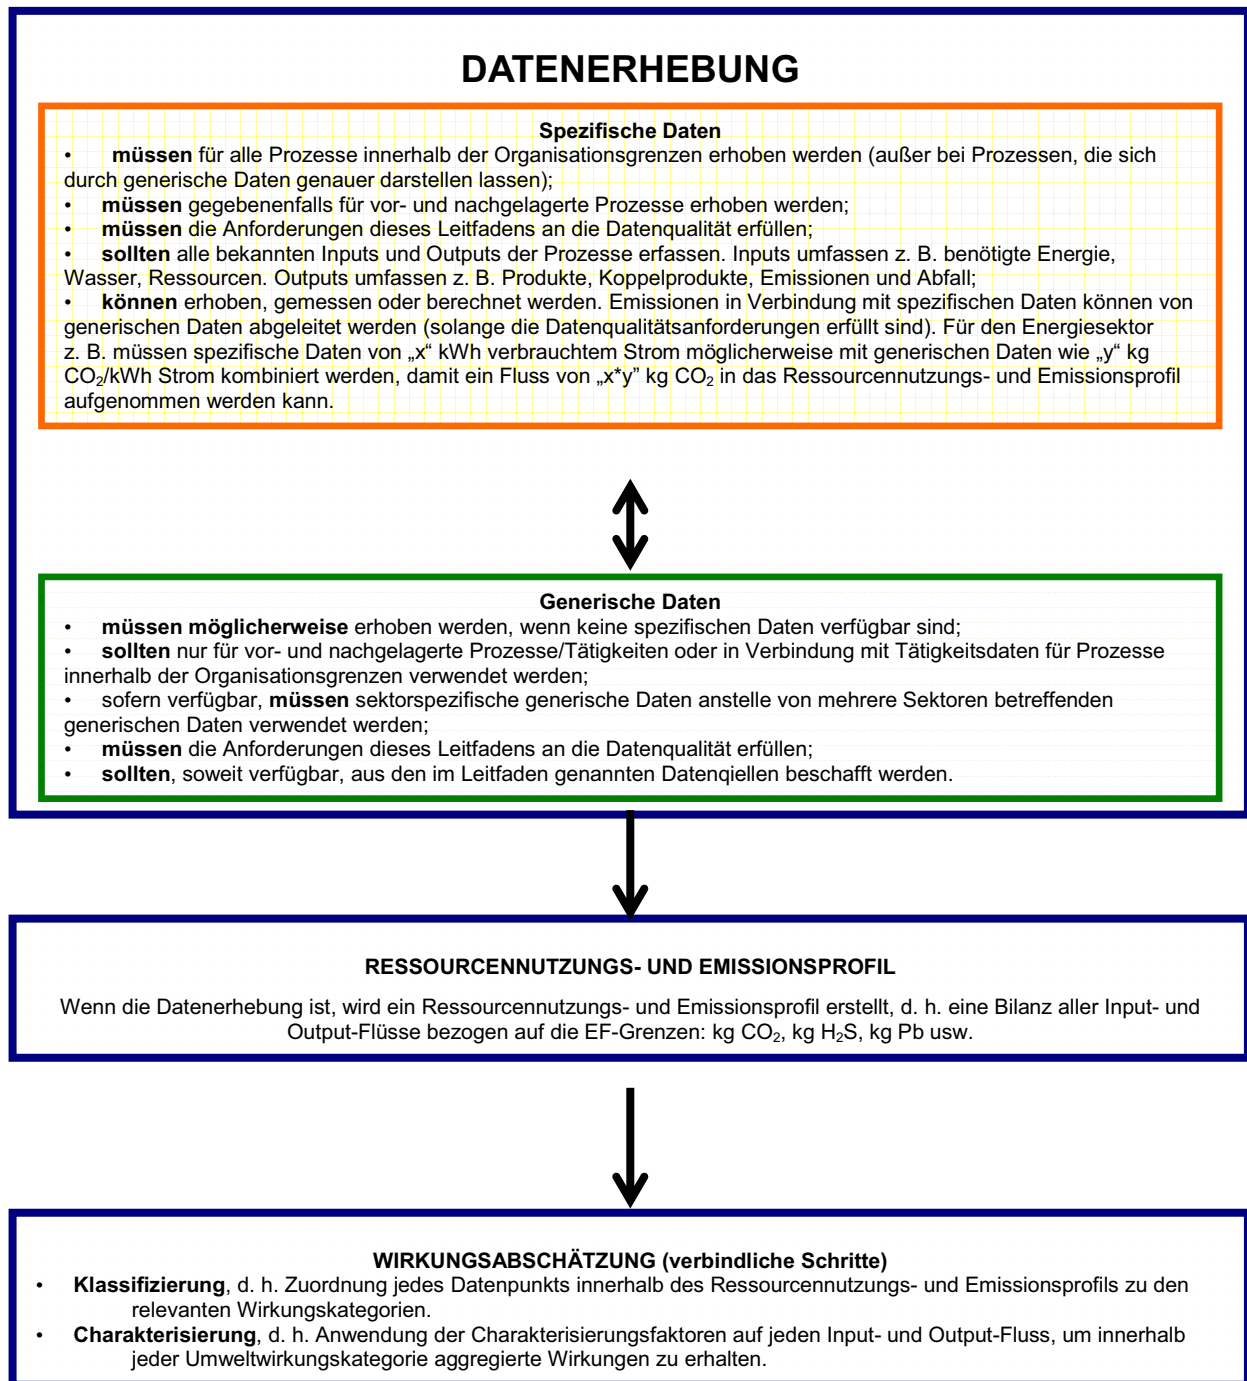 DATENERHEBUNG
Spezifische Daten
• müssen für alle Prozesse innerhalb der Organisationsgrenzen erhoben werden (außer bei Prozessen, die sich
durch generische Daten genauer darstellen lassen);
• müssen gegebenenfalls für vor- und nachgelagerte Prozesse erhoben werden;
• müssen die Anforderungen dieses Leitfadens an die Datenqualität erfüllen;
• sollten alle bekannten Inputs und Outputs der Prozesse erfassen. Inputs umfassen z. B. benötigte Energie,
Wasser, Ressourcen. Outputs umfassen z. B. Produkte, Koppelprodukte, Emissionen und Abfall;
• können erhoben, gemessen oder berechnet werden. Emissionen in Verbindung mit spezifischen Daten können von
generischen Daten abgeleitet werden (solange die Datenqualitätsanforderungen erfüllt sind). Für den Energiesektor
z. B. müssen spezifische Daten von „x“ kWh verbrauchtem Strom möglicherweise mit generischen Daten wie „y“ kg
CO₂/kWh Strom kombiniert werden, damit ein Fluss von „x*y” kg CO₂ in das Ressourcennutzungs- und Emissionsprofil
aufgenommen werden kann.
Generische Daten
• müssen möglicherweise erhoben werden, wenn keine spezifischen Daten verfügbar sind;
• sollten nur für vor- und nachgelagerte Prozesse/Tätigkeiten oder in Verbindung mit Tätigkeitsdaten für Prozesse
innerhalb der Organisationsgrenzen verwendet werden;
• sofern verfügbar, müssen sektorspezifische generische Daten anstelle von mehrere Sektoren betreffenden
generischen Daten verwendet werden;
• müssen die Anforderungen dieses Leitfadens an die Datenqualität erfüllen;
• sollten, soweit verfügbar, aus den im Leitfaden genannten Datenqiellen beschafft werden.
RESSOURCENNUTZUNGS- UND EMISSIONSPROFIL
Wenn die Datenerhebung ist, wird ein Ressourcennutzungs- und Emissionsprofil erstellt, d. h. eine Bilanz aller Input- und
Output-Flüsse bezogen auf die EF-Grenzen: kg CO₂, kg H₂S, kg Pb usw.
WIRKUNGSABSCHÄTZUNG (verbindliche Schritte)
• Klassifizierung, d. h. Zuordnung jedes Datenpunkts innerhalb des Ressourcennutzungs- und Emissionsprofils zu den
relevanten Wirkungskategorien.
• Charakterisierung, d. h. Anwendung der Charakterisierungsfaktoren auf jeden Input- und Output-Fluss, um innerhalb
jeder Umweltwirkungskategorie aggregierte Wirkungen zu erhalten.